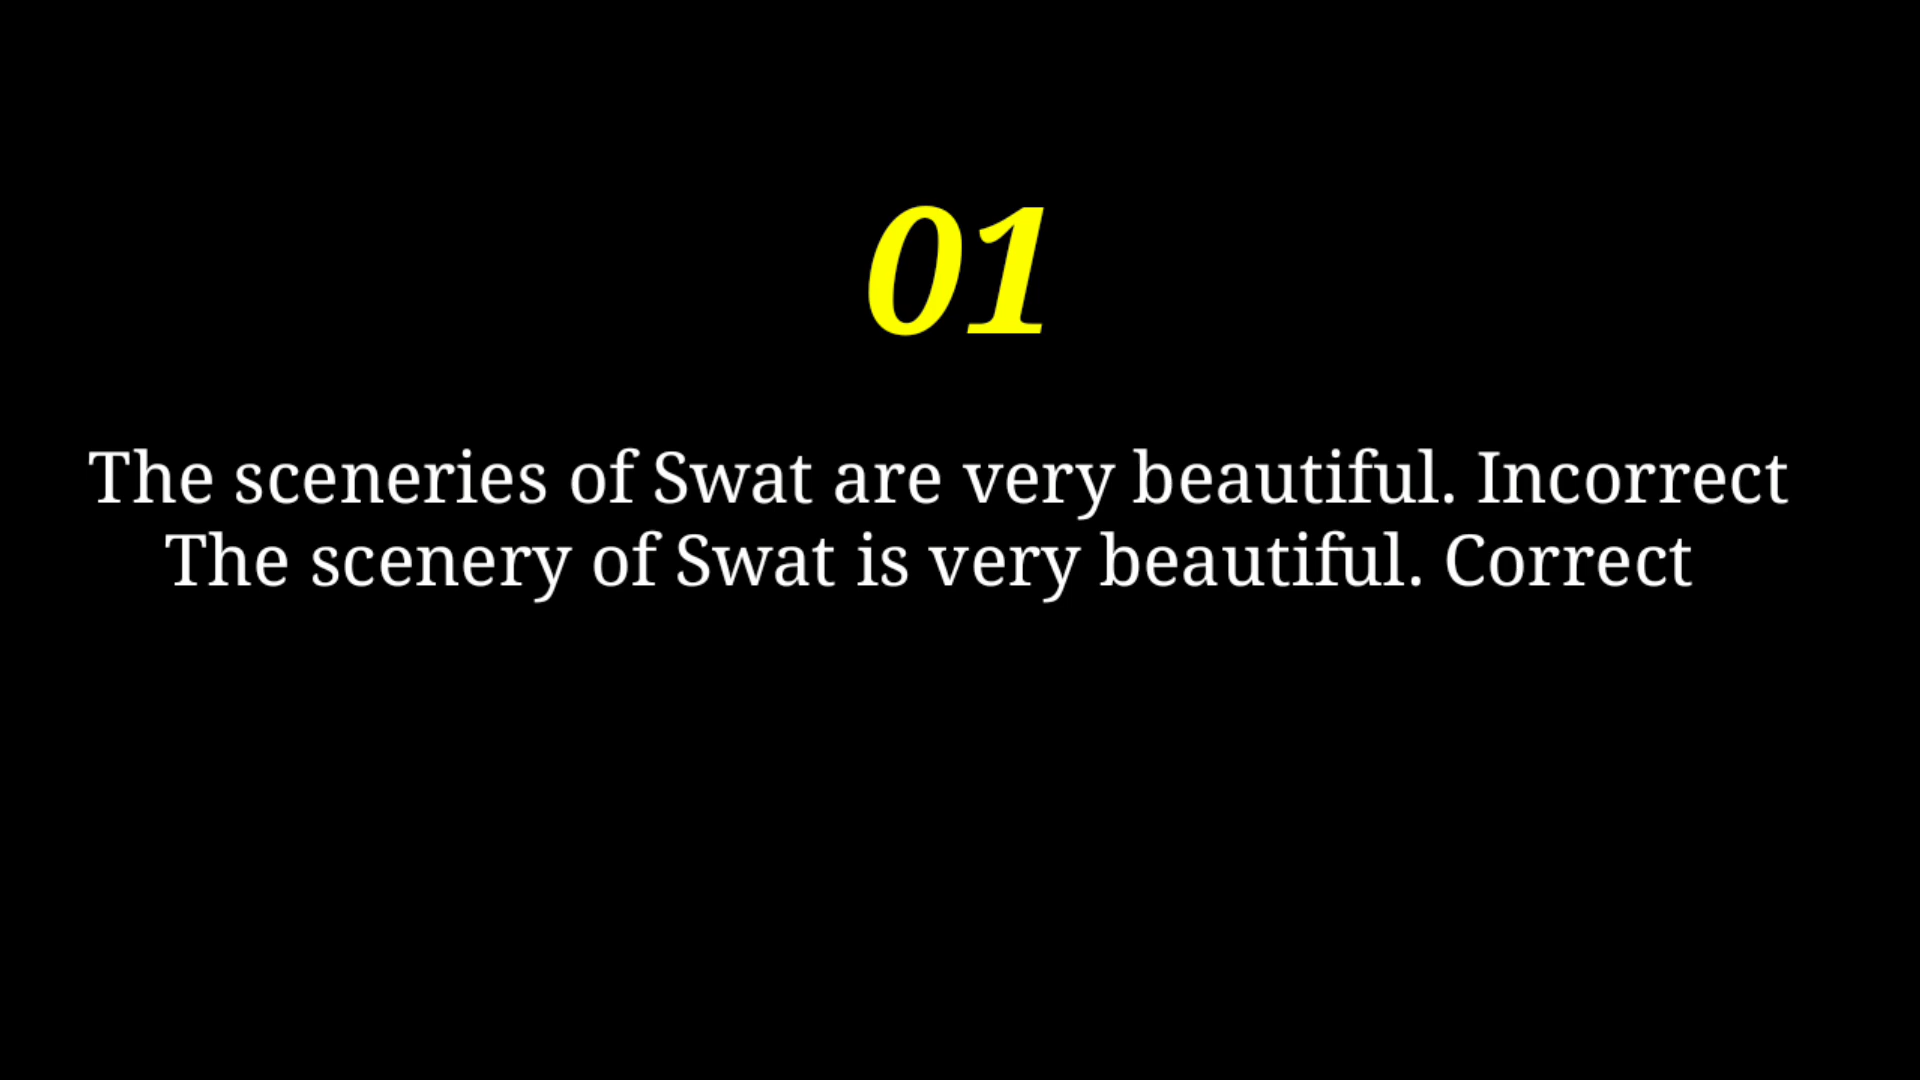 01
The sceneries of Swat are very beautiful. Incorrect
The scenery of Swat is very beautiful. Correct